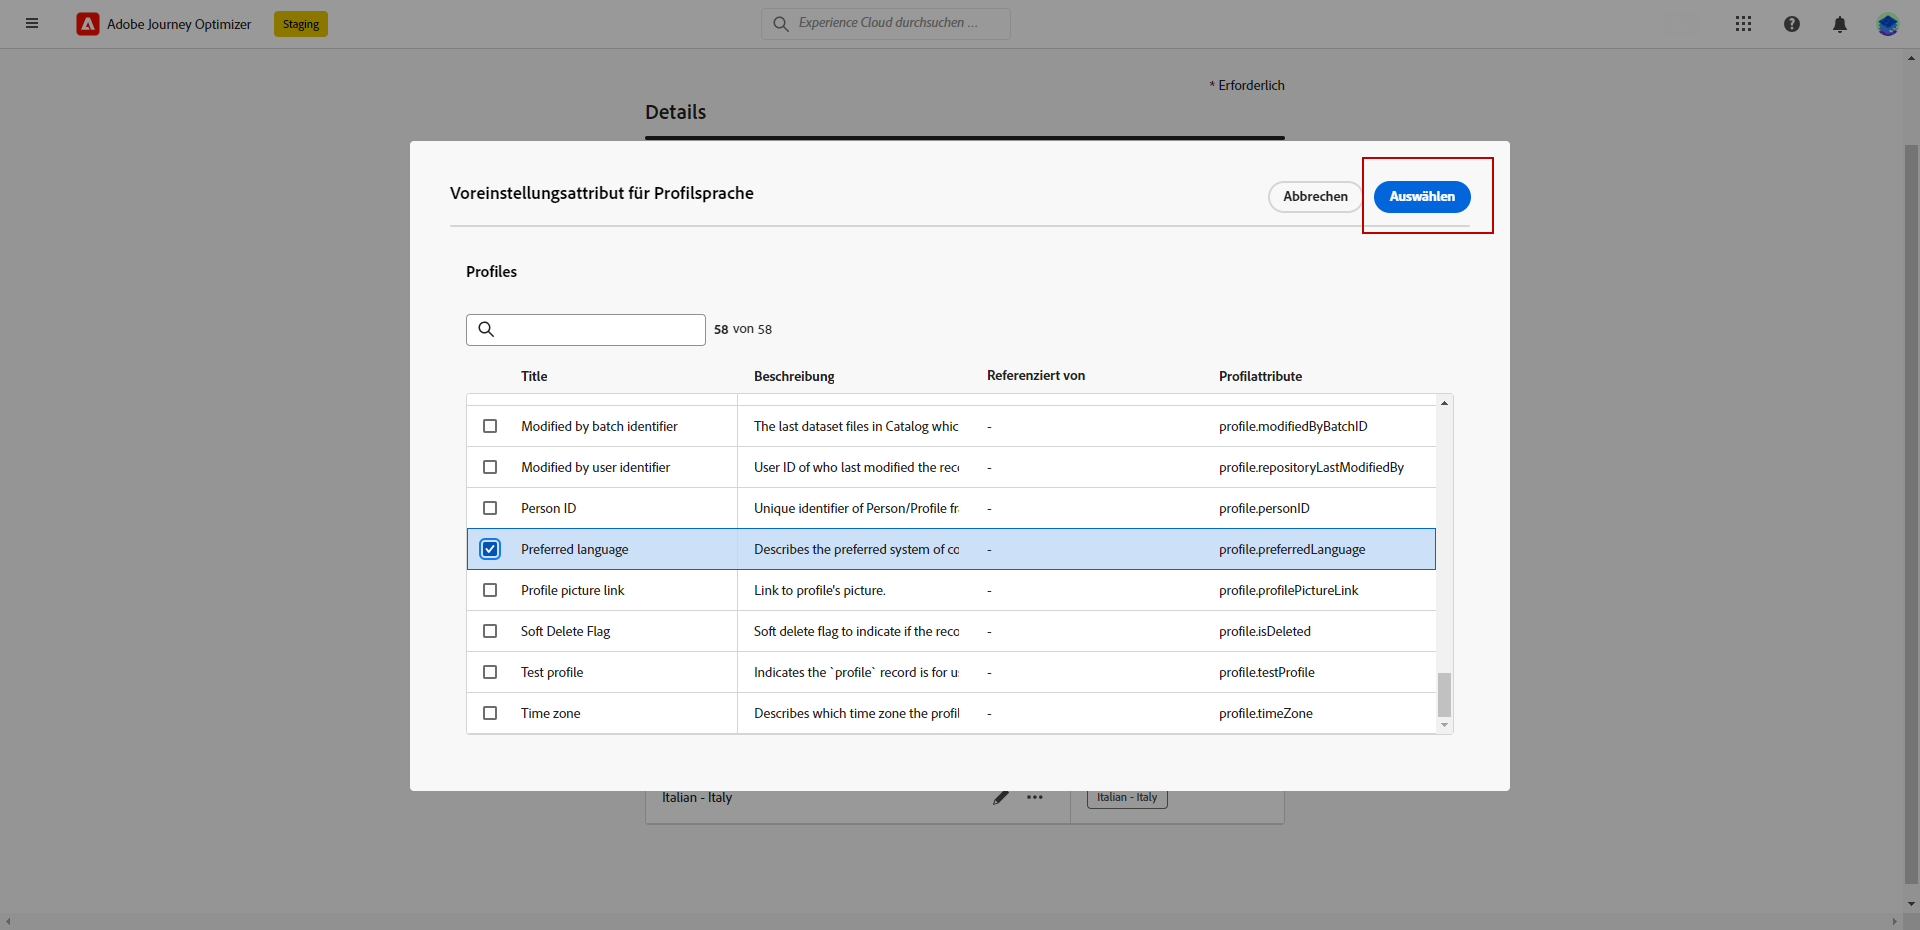 Adobe Journey Optimizer
Staging
Experience Cloud durchsuchen ...
* Erforderlich
Details
Voreinstellungsattribut für Profilsprache
Abbrechen
Auswählen
Profiles
58 von 58
Title Beschreibung Referenziert von Profilattribute
Modified by batch identifier The last dataset files in Catalog whic - profile.modifiedByBatchID
Modified by user identifier User ID of who last modified the rec - profile.repositoryLastModifiedBy
Person ID Unique identifier of Person/Profile fr - profile.personID
Preferred language Describes the preferred system of co - profile.preferredLanguage
Profile picture link Link to profile's picture. - profile.profilePictureLink
Soft Delete Flag Soft delete flag to indicate if the reco - profile.isDeleted
Test profile Indicates the `profile` record is for u - profile.testProfile
Time zone Describes which time zone the profil - profile.timeZone
Italian - Italy
Italian - Italy